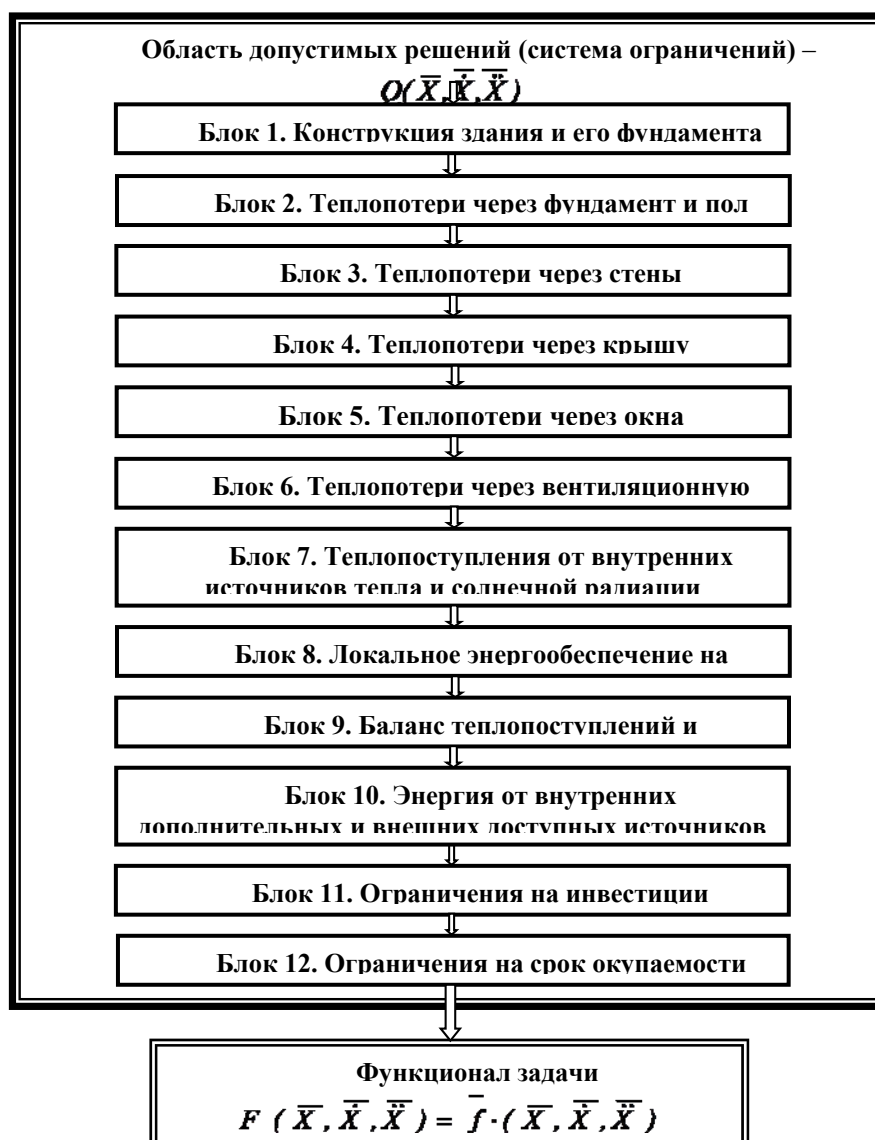 Область допустимых решений (система ограничений) –
Q(X̅, Ẋ̅, Ẍ̅)
Блок 1. Конструкция здания и его фундамента
Блок 2. Теплопотери через фундамент и пол
Блок 3. Теплопотери через стены
Блок 4. Теплопотери через крышу
Блок 5. Теплопотери через окна
Блок 6. Теплопотери через вентиляционную
Блок 7. Теплопоступления от внутренних
источников тепла и солнечной радиации
Блок 8. Локальное энергообеспечение на
Блок 9. Баланс теплопоступлений и
Блок 10. Энергия от внутренних
дополнительных и внешних доступных источников
Блок 11. Ограничения на инвестиции
Блок 12. Ограничения на срок окупаемости
Функционал задачи
F ( X̅, Ẋ̅, Ẍ̅ ) = f̅ · ( X̅, Ẋ̅, Ẍ̅ )